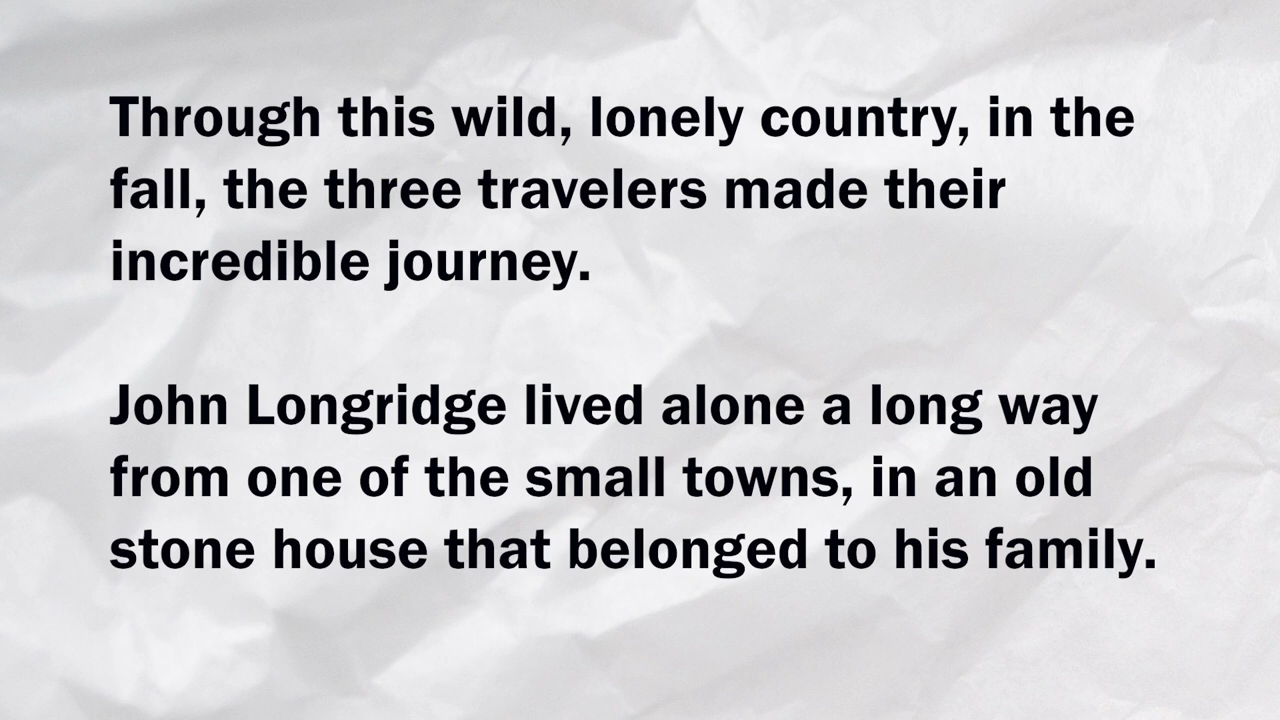 Through this wild, lonely country, in the
fall, the three travelers made their
incredible journey.
John Longridge lived alone a long way
from one of the small towns, in an old
stone house that belonged to his family.